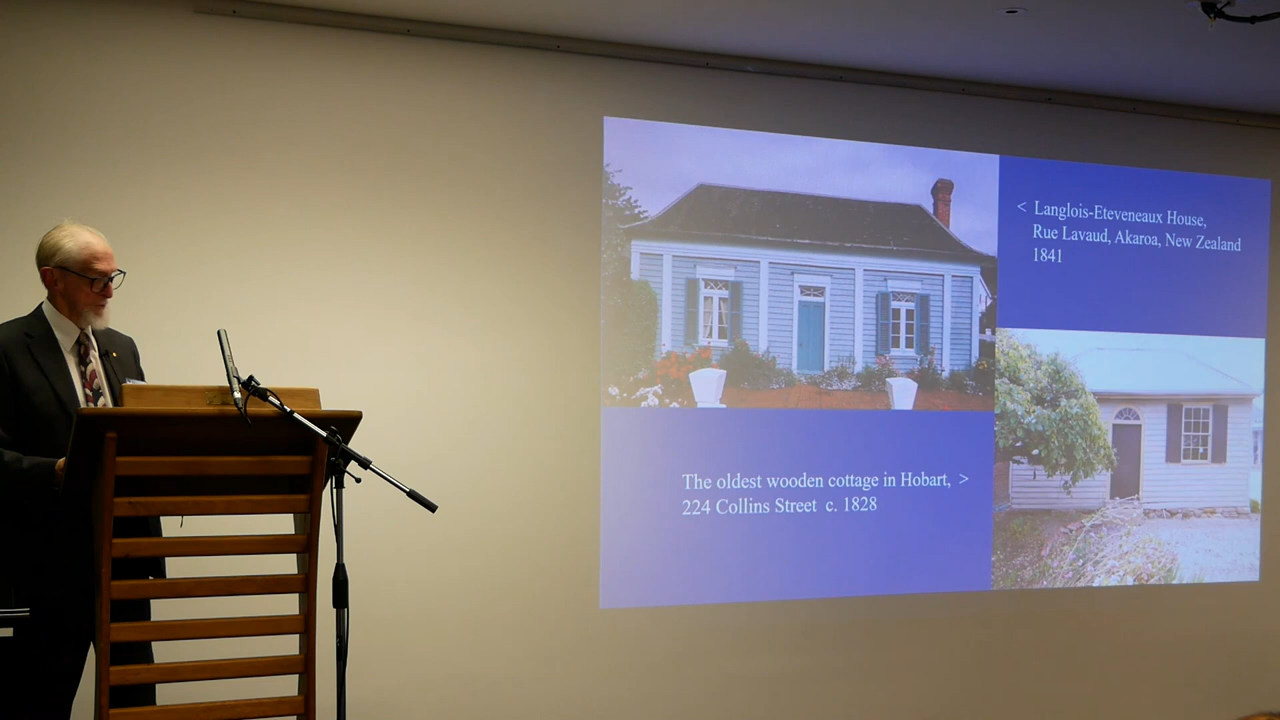 < Langlois-Eteveneaux House,
Rue Lavaud, Akaroa, New Zealand
1841
The oldest wooden cottage in Hobart, >
224 Collins Street c. 1828